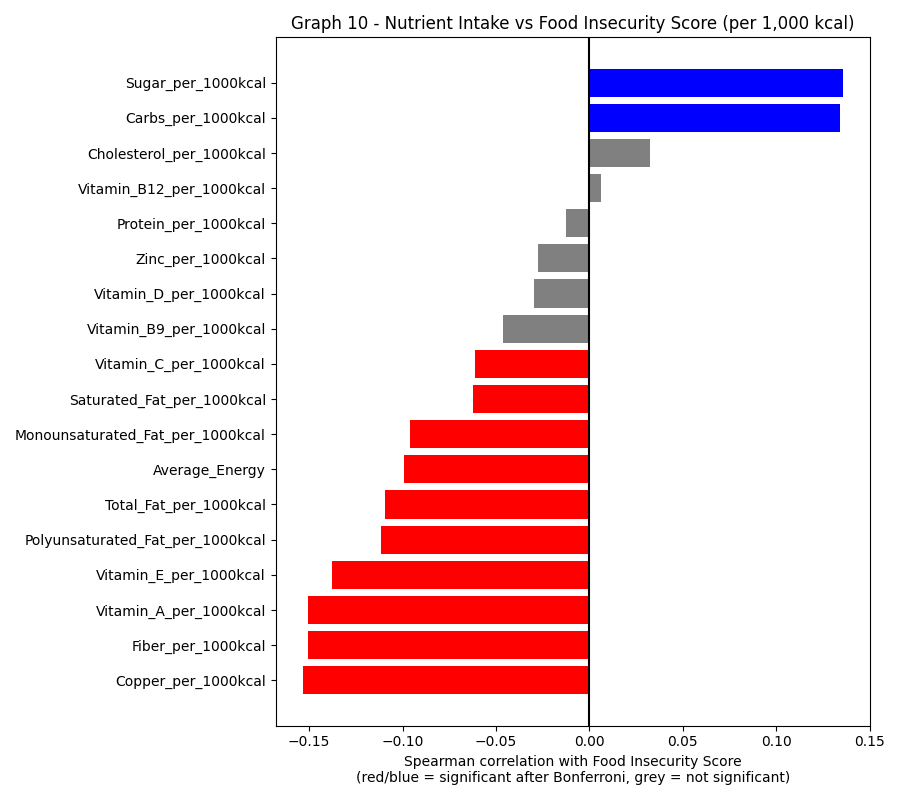 Graph 10 - Nutrient Intake vs Food Insecurity Score (per 1,000 kcal)
Sugar_per_1000kcal
Carbs_per_1000kcal
Cholesterol_per_1000kcal
Vitamin_B12_per_1000kcal
Protein_per_1000kcal
Zinc_per_1000kcal
Vitamin_D_per_1000kcal
Vitamin_B9_per_1000kcal
Vitamin_C_per_1000kcal
Saturated_Fat_per_1000kcal
Monounsaturated_Fat_per_1000kcal
Average_Energy
Total_Fat_per_1000kcal
Polyunsaturated_Fat_per_1000kcal
Vitamin_E_per_1000kcal
Vitamin_A_per_1000kcal
Fiber_per_1000kcal
Copper_per_1000kcal
−0.15 −0.10 −0.05 0.00 0.05 0.10 0.15
Spearman correlation with Food Insecurity Score
(red/blue = significant after Bonferroni, grey = not significant)